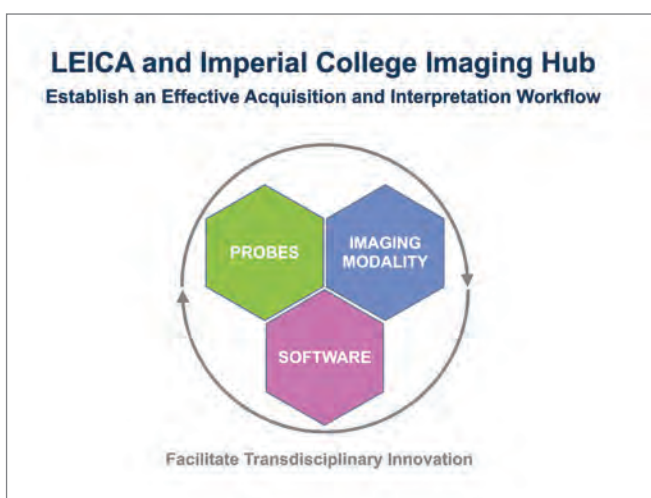 LEICA and Imperial College Imaging Hub
Establish an Effective Acquisition and Interpretation Workflow
PROBES
IMAGING
MODALITY
SOFTWARE
Facilitate Transdisciplinary Innovation